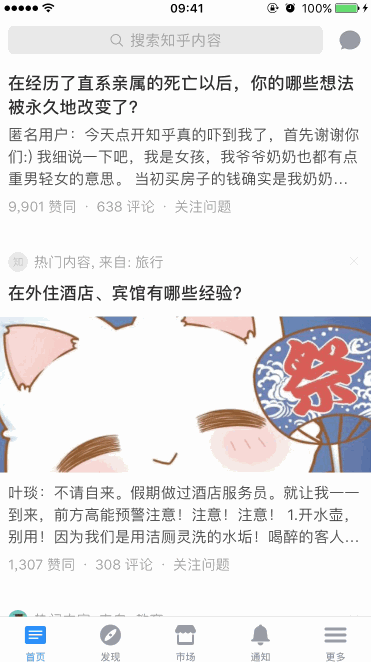 09:41
100%
搜索知乎内容
在经历了直系亲属的死亡以后，你的哪些想法
被永久地改变了？
匿名用户：今天点开知乎真的吓到我了，首先谢谢你
们:) 我细说一下吧，我是女孩，我爷爷奶奶也都有点
重男轻女的意思。 当初买房子的钱确实是我奶奶...
9,901 赞同 · 638 评论 · 关注问题
热门内容, 来自: 旅行
在外住酒店、宾馆有哪些经验？
祭
叶琰：不请自来。假期做过酒店服务员。就让我一一
到来，前方高能预警注意！注意！注意！ 1.开水壶，
别用！因为我们是用洁厕灵洗的水垢！喝醉的客人...
1,307 赞同 · 308 评论 · 关注问题
首页 发现 市场 通知 更多